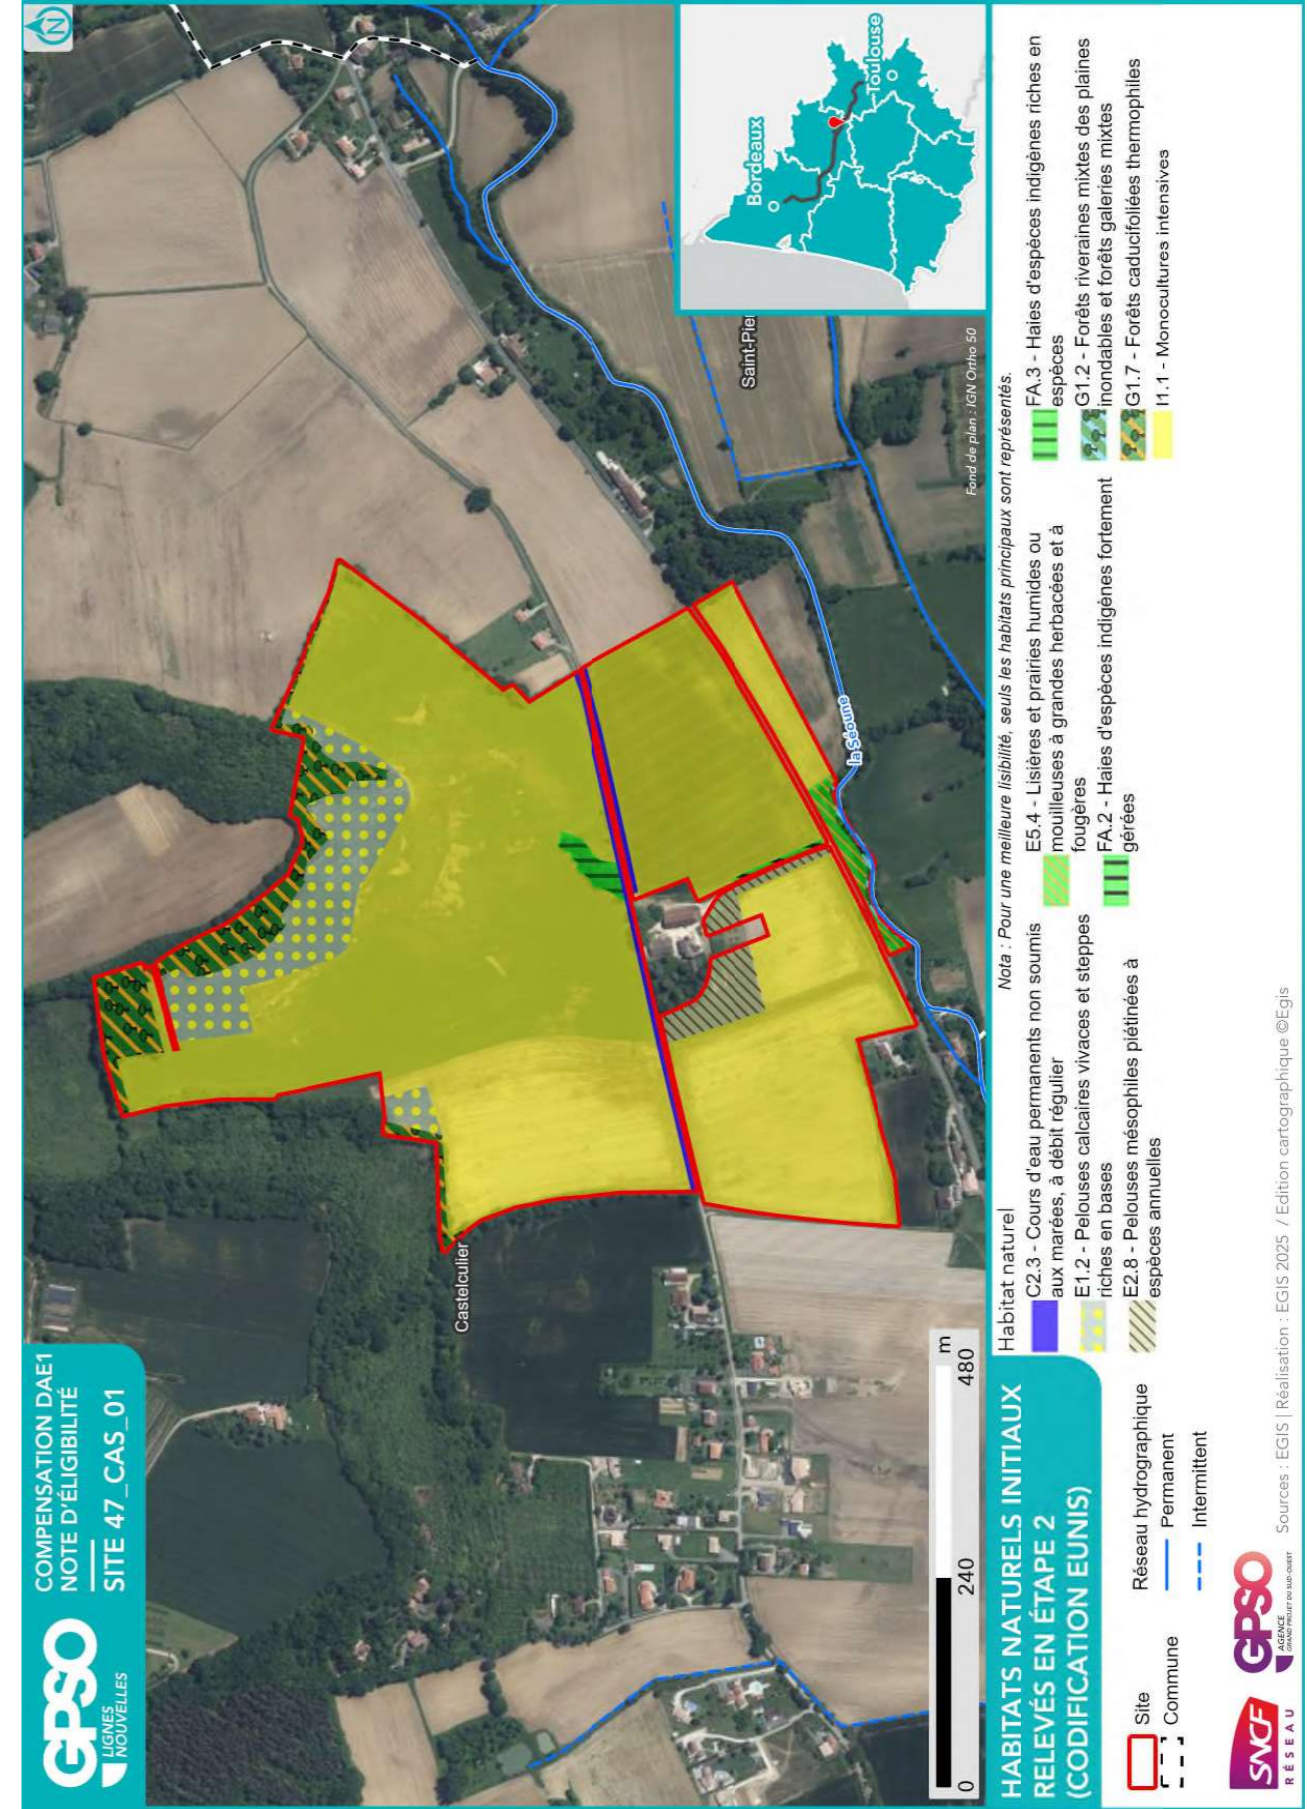 GPSO
LIGNES
NOUVELLES
COMPENSATION DAE1
NOTE D'ÉLIGIBILITÉ
SITE 47_CAS_01
N
Castelculier
la Séoune
Saint-Pier
Bordeaux
Toulouse
Fond de plan : IGN Ortho 50
0 240 480 m
HABITATS NATURELS INITIAUX
RELEVÉS EN ÉTAPE 2
(CODIFICATION EUNIS)
Nota : Pour une meilleure lisibilité, seuls les habitats principaux sont représentés.
Site
Commune
Réseau hydrographique
Permanent
Intermittent
Habitat naturel
C2.3 - Cours d'eau permanents non soumis
aux marées, à débit régulier
E1.2 - Pelouses calcaires vivaces et steppes
riches en bases
E2.8 - Pelouses mésophiles piétinées à
espèces annuelles
E5.4 - Lisières et prairies humides ou
mouilleuses à grandes herbacées et à
fougères
FA.2 - Haies d'espèces indigènes fortement
gérées
FA.3 - Haies d'espèces indigènes riches en
espèces
G1.2 - Forêts riveraines mixtes des plaines
inondables et forêts galeries mixtes
G1.7 - Forêts caducifoliées thermophiles
I1.1 - Monocultures intensives
SNCF
RÉSEAU
GPSO
AGENCE
GRAND PROJET DU SUD-OUEST
Sources : EGIS | Réalisation : EGIS 2025 / Edition cartographique ©Egis